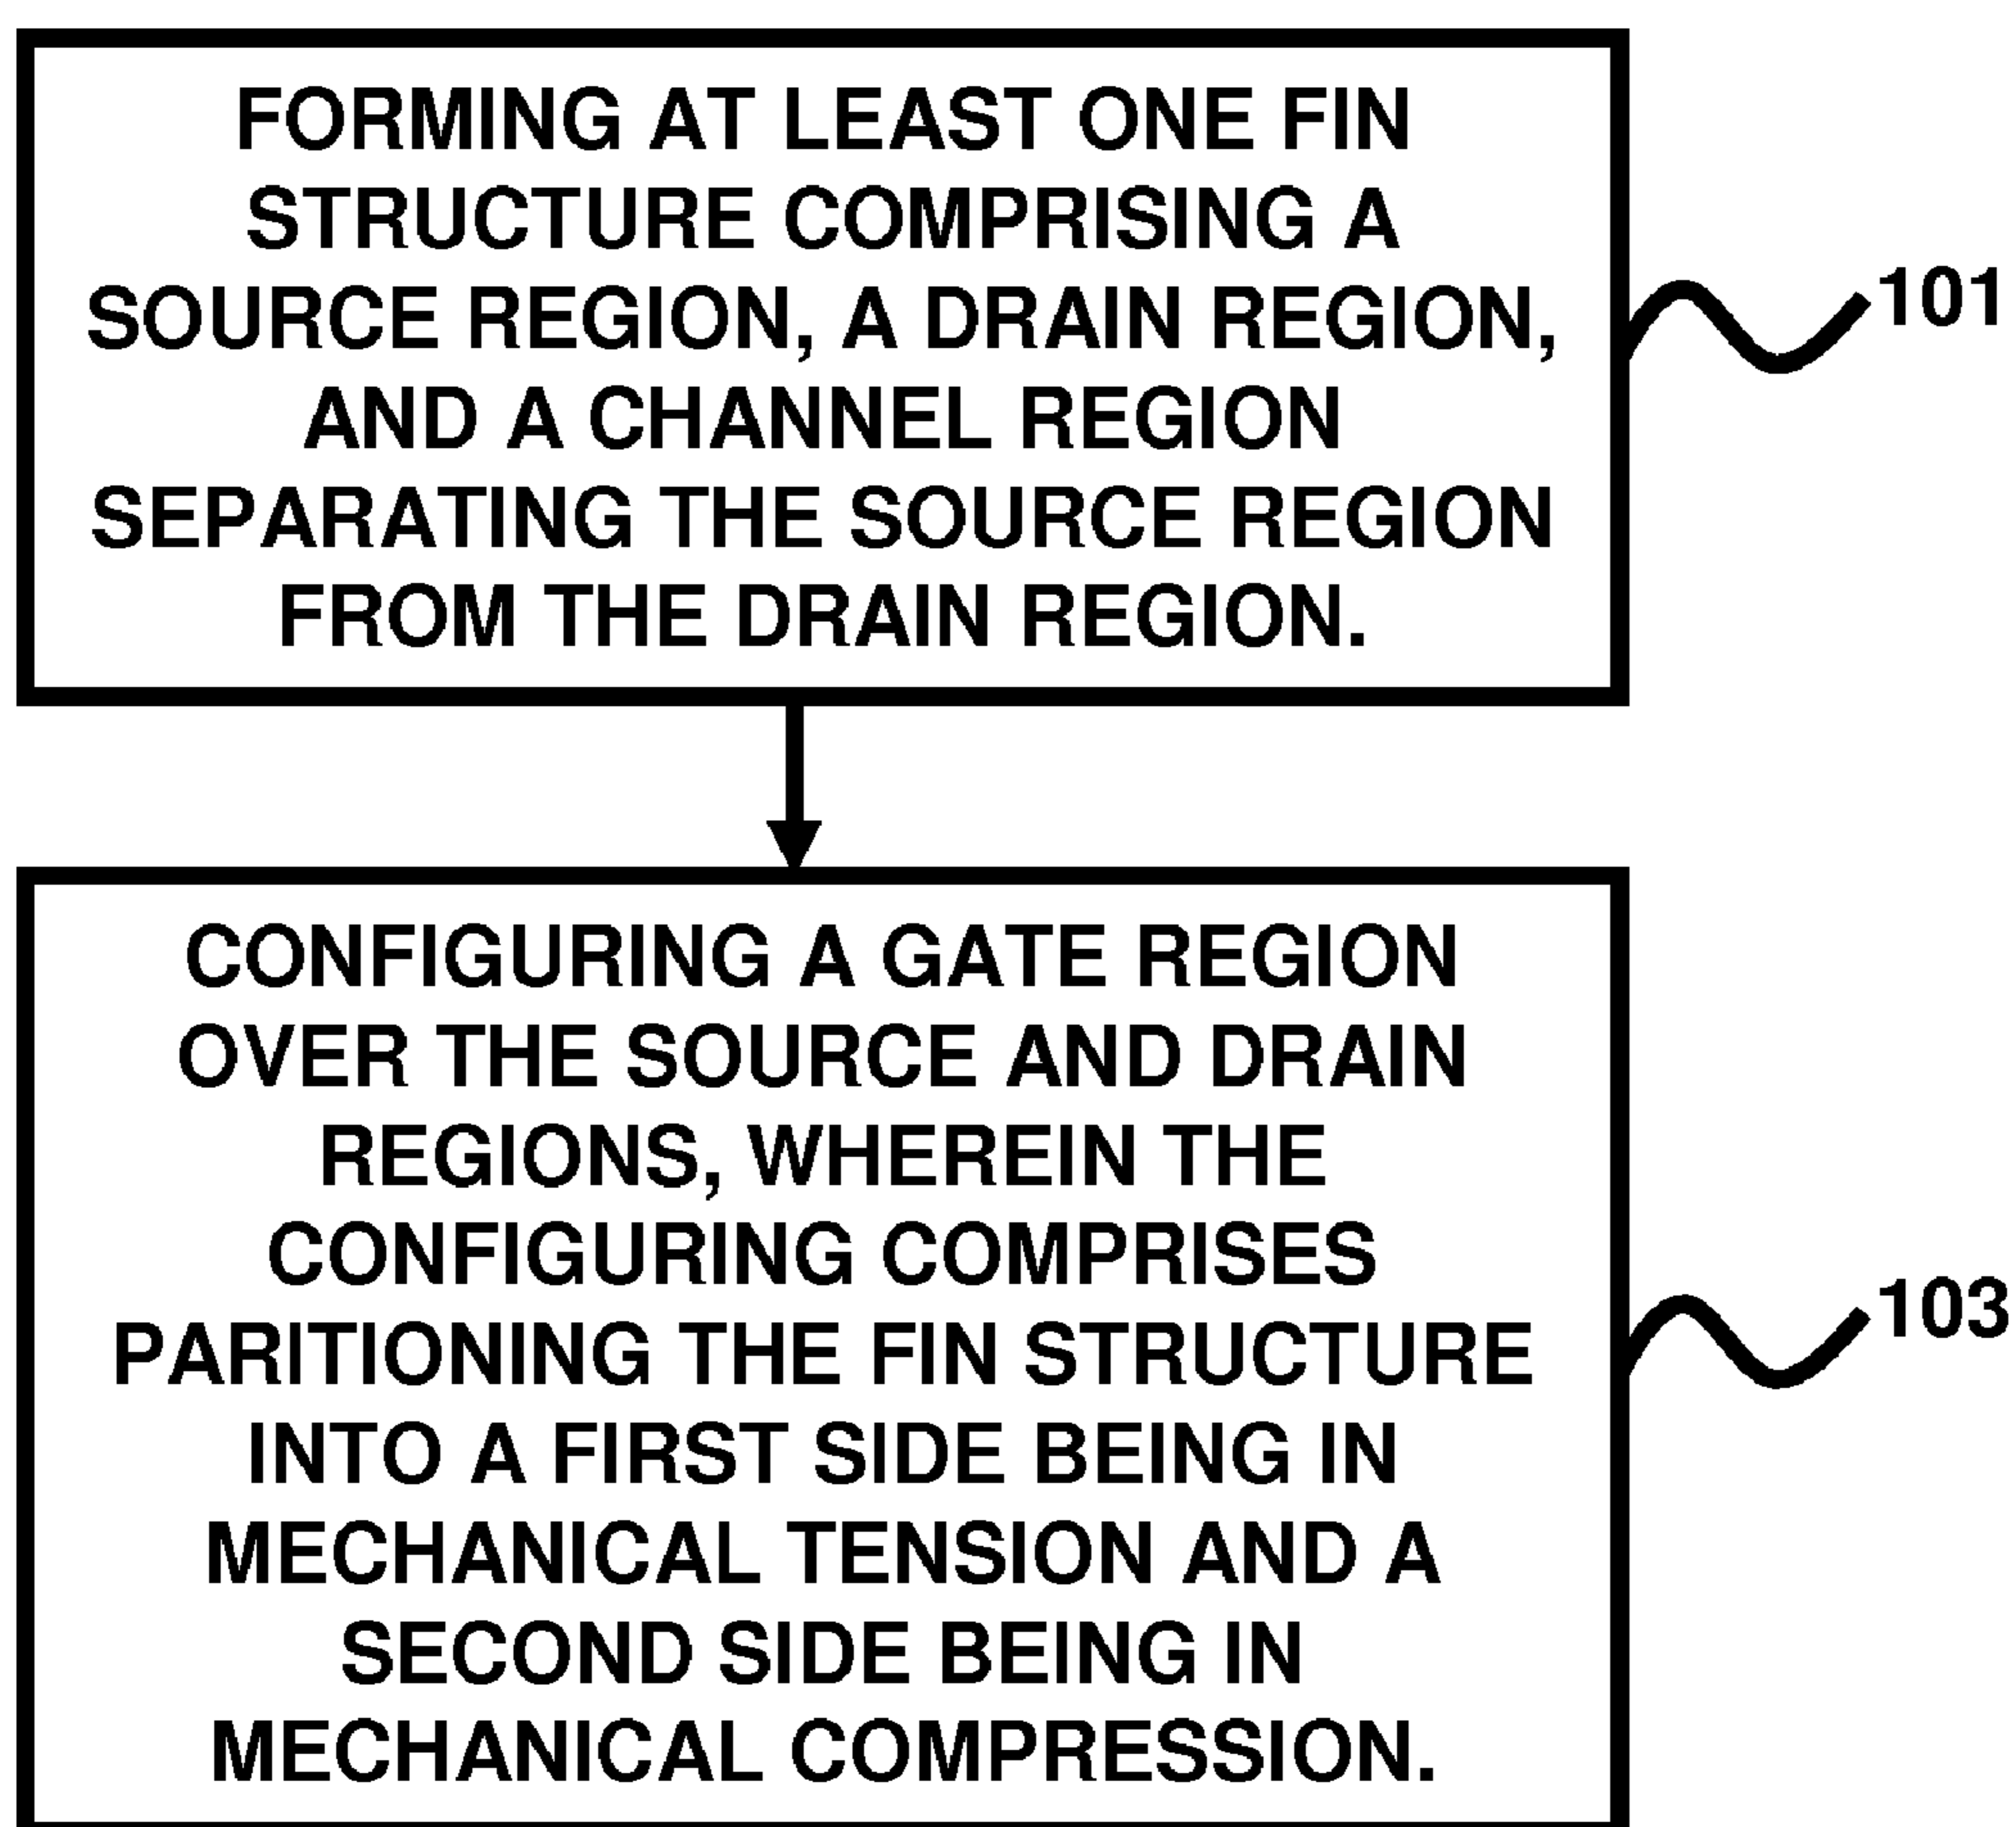 FORMING AT LEAST ONE FIN
STRUCTURE COMPRISING A
SOURCE REGION, A DRAIN REGION,
AND A CHANNEL REGION
SEPARATING THE SOURCE REGION
FROM THE DRAIN REGION.
101
CONFIGURING A GATE REGION
OVER THE SOURCE AND DRAIN
REGIONS, WHEREIN THE
CONFIGURING COMPRISES
PARITIONING THE FIN STRUCTURE
INTO A FIRST SIDE BEING IN
MECHANICAL TENSION AND A
SECOND SIDE BEING IN
MECHANICAL COMPRESSION.
103